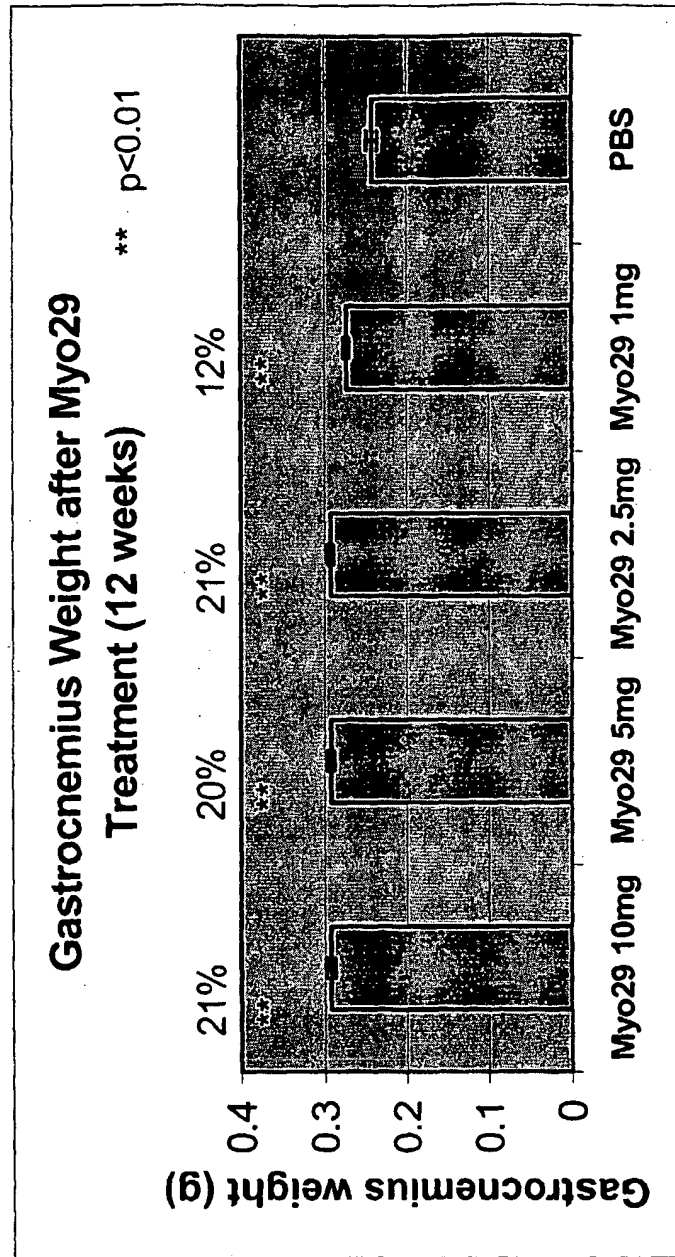 Gastrocnemius Weight after Myo29
Treatment (12 weeks)
** p<0.01
21% 20% 21% 12%
** ** ** **
Gastrocnemius weight (g)
0.4
0.3
0.2
0.1
0
Myo29 10mg Myo29 5mg Myo29 2.5mg Myo29 1mg PBS